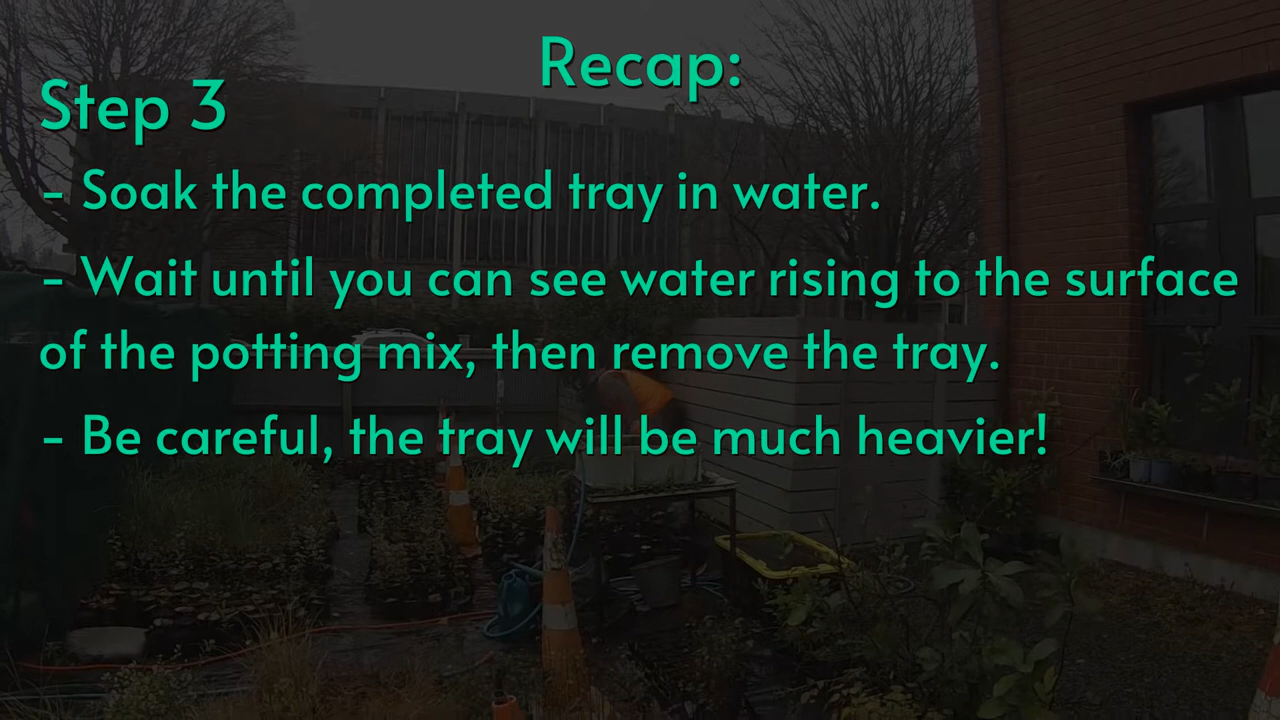 Recap:
Step 3
- Soak the completed tray in water.
- Wait until you can see water rising to the surface
of the potting mix, then remove the tray.
- Be careful, the tray will be much heavier!